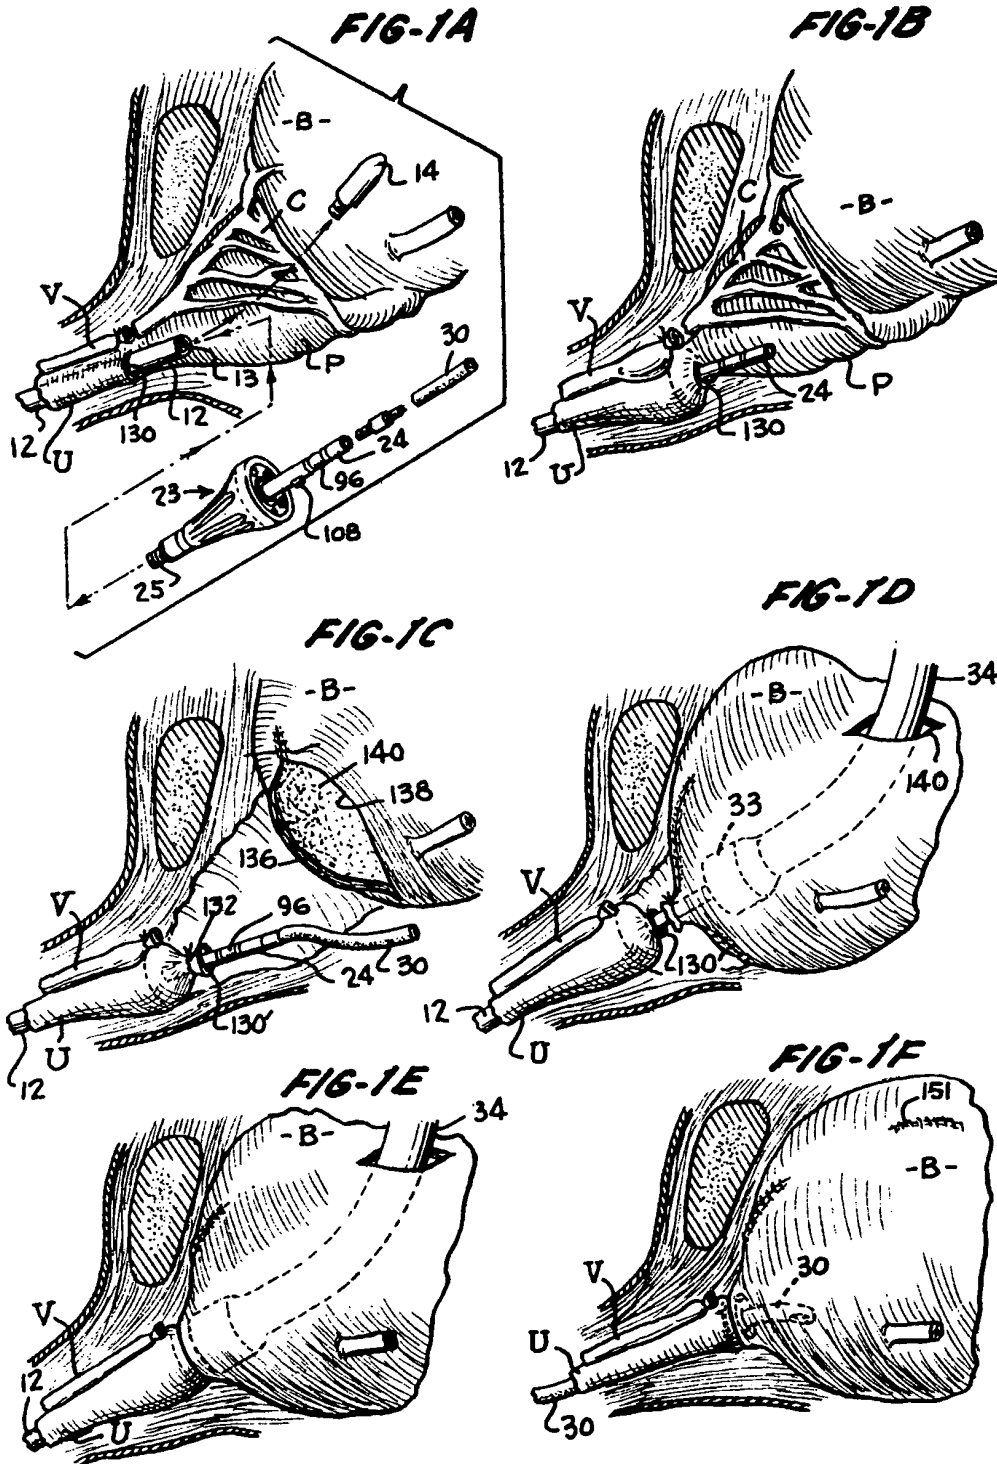 FIG-1A
-B-
14
C
V
30
13
P
12
12
130
U
24
96
23
108
25
FIG-1B
C
-B-
V
24
P
130
12
U
FIG-1C
-B-
140
138
136
V
132
96
30
24
130'
U
12
FIG-1D
-B-
34
140
33
V
130'
12
U
FIG-1E
34
-B-
V
12
U
FIG-1F
151
-B-
30
V
U
30